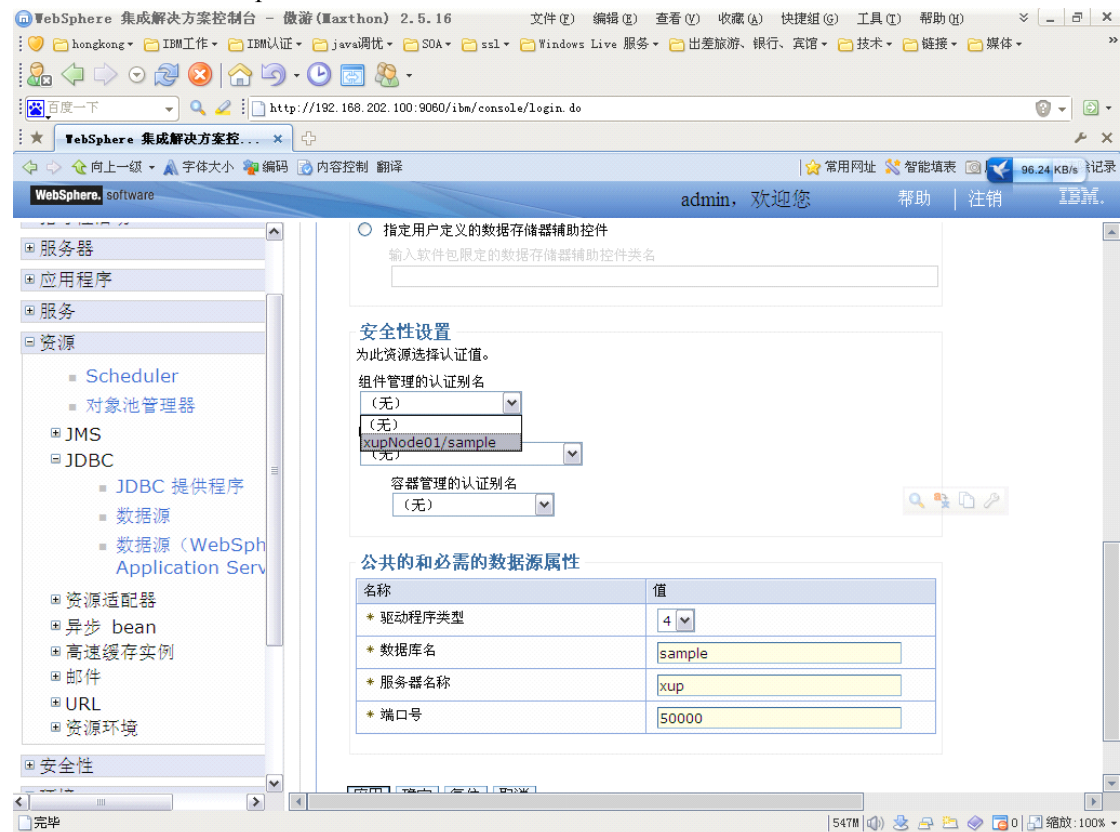 WebSphere 集成解决方案控制台 - 傲游(Maxthon) 2.5.16 文件(F) 编辑(E) 查看(V) 收藏(A) 快捷组(G) 工具(T) 帮助(H)
hongkong IBM工作 IBM认证 java调优 SOA ssl Windows Live 服务 出差旅游、银行、宾馆 技术 链接 媒体 »
百度一下 http://192.168.202.100:9060/ibm/console/login.do
WebSphere 集成解决方案控...
向上一级 字体大小 编码 内容控制 翻译 常用网址 智能填表 96.24 KB/s 记录
WebSphere. software admin, 欢迎您 帮助 注销 IBM.
服务器
应用程序
服务
资源
Scheduler
对象池管理器
JMS
JDBC
JDBC 提供程序
数据源
数据源（WebSph
Application Serv
资源适配器
异步 bean
高速缓存实例
邮件
URL
资源环境
安全性
指定用户定义的数据存储器辅助控件
输入软件包限定的数据存储器辅助控件类名
安全性设置
为此资源选择认证值。
组件管理的认证别名
（无）
（无）
xupNode01/sample
（无）
容器管理的认证别名
（无）
公共的和必需的数据源属性
名称 值
* 驱动程序类型 4
* 数据库名 sample
* 服务器名称 xup
* 端口号 50000
应用 确定 复位 取消
完毕 547M 0 缩放:100%